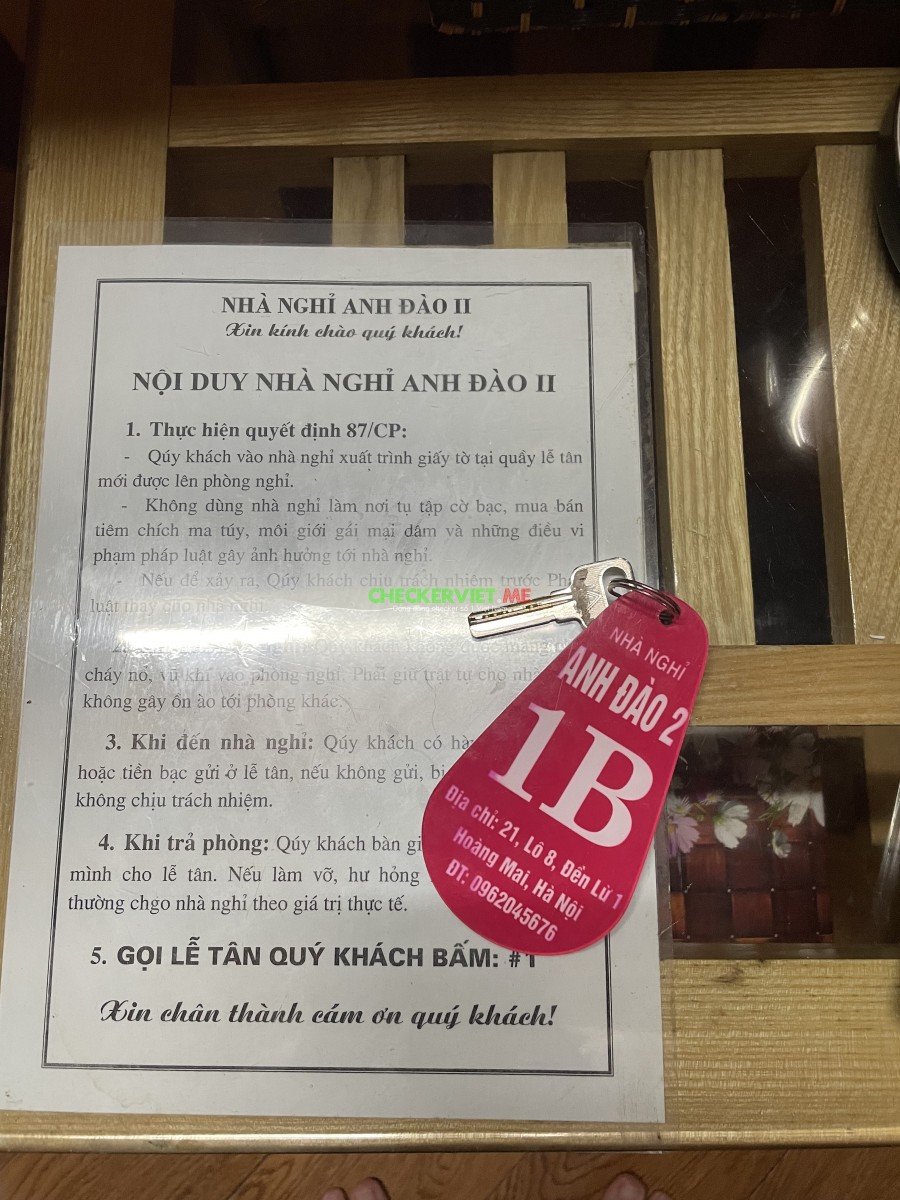 NHÀ NGHỈ ANH ĐÀO II
Xin kính chào quý khách!
NỘI DUY NHÀ NGHỈ ANH ĐÀO II
1. Thực hiện quyết định 87/CP:
- Qúy khách vào nhà nghỉ xuất trình giấy tờ tại quầy lễ tân
mới được lên phòng nghỉ.
- Không dùng nhà nghỉ làm nơi tụ tập cờ bạc, mua bán
tiêm chích ma túy, môi giới gái mại dâm và những điều vi
phạm pháp luật gây ảnh hưởng tới nhà nghỉ.
- Nếu để xảy ra, Qúy khách chịu trách nhiệm trước
luật thay
CHECKERVIET.ME
cháy nổ, vũ khí vào phòng nghỉ. Phải giữ trật tự cho
không gây ồn ào tới phòng khác.
3. Khi đến nhà nghỉ: Qúy khách có
hoặc tiền bạc gửi ở lễ tân, nếu không gửi, bị
không chịu trách nhiệm.
4. Khi trả phòng: Qúy khách bàn
mình cho lễ tân. Nếu làm vỡ, hư hỏng
thường chgo nhà nghỉ theo giá trị thực tế.
5. GỌI LỄ TÂN QUÝ KHÁCH BẤM: #1
Xin chân thành cám ơn quý khách!
NHÀ NGHỈ
ANH ĐÀO 2
1B
Địa chỉ: 21, Lô 8, Đền Lừ 1
Hoàng Mai, Hà Nội
ĐT: 0962045676